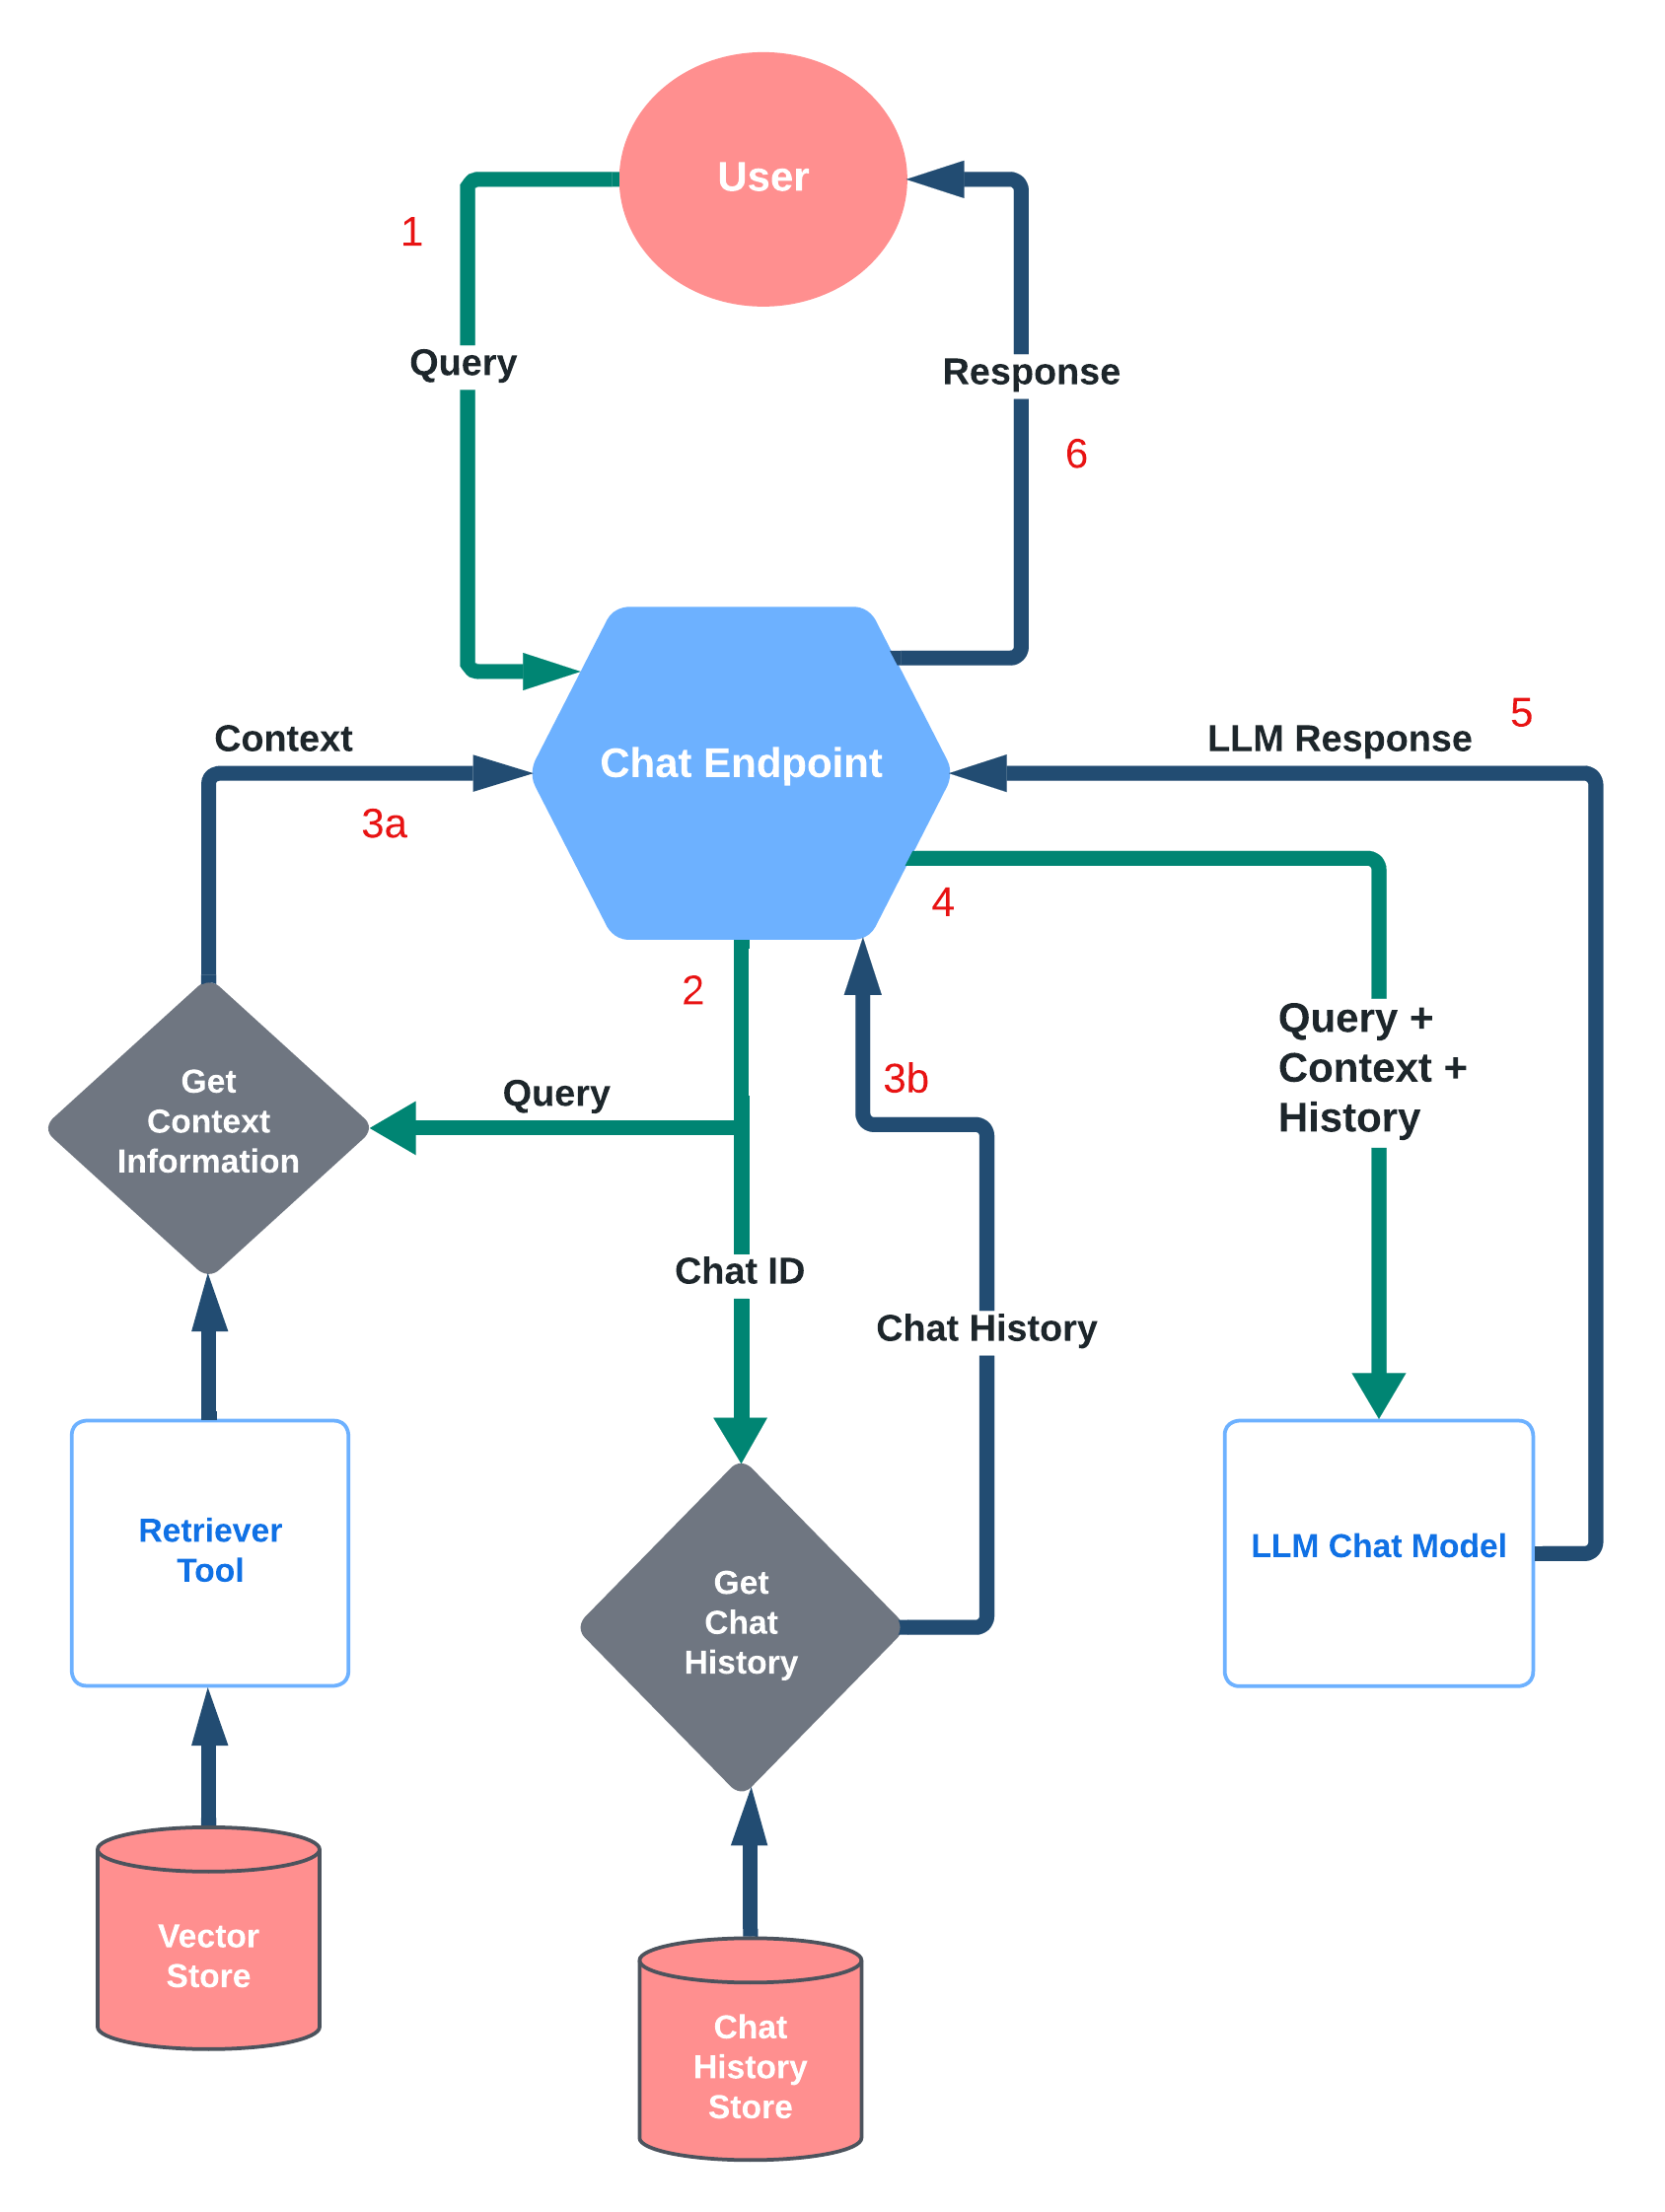 User
1
Query
Response
6
Chat Endpoint
Context
3a
LLM Response
5
4
2
3b
Query +
Context +
History
Get
Context
Information
Query
Chat ID
Chat History
Retriever
Tool
Get
Chat
History
LLM Chat Model
Vector
Store
Chat
History
Store